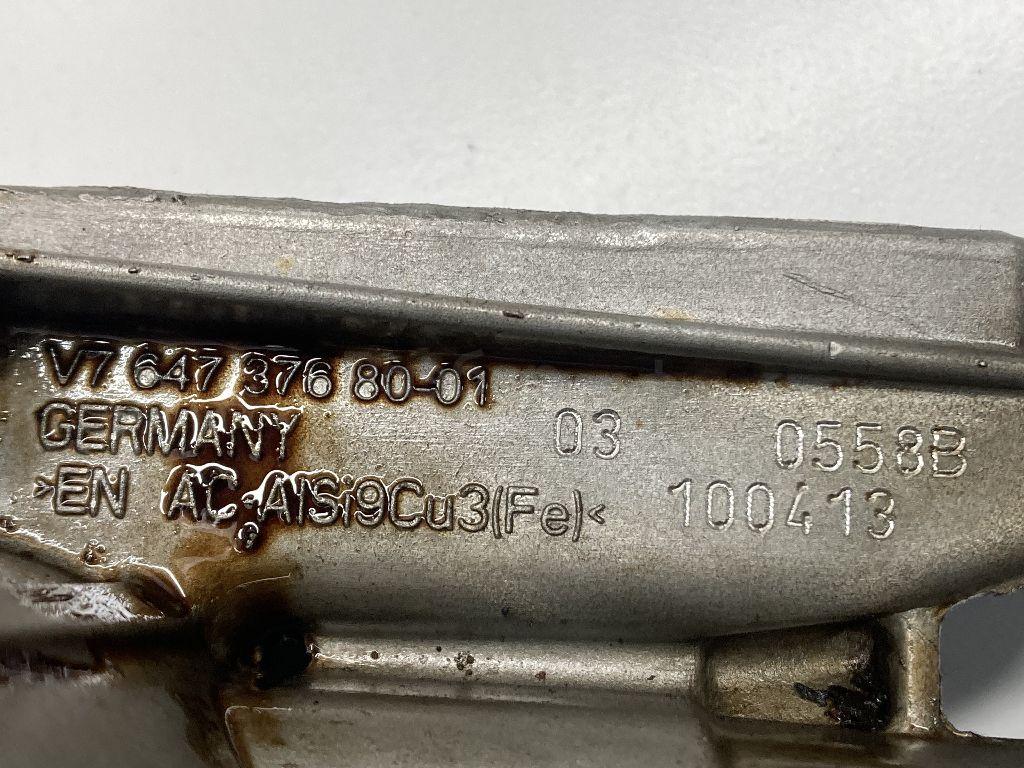 V7 647 376 80-01
GERMANY
>EN AC-AlSi9Cu3(Fe)<
03
0558B
100413